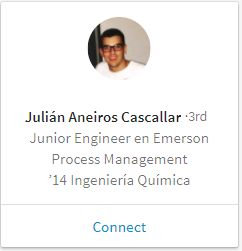 Julián Aneiros Cascallar ·3rd
Junior Engineer en Emerson
Process Management
’14 Ingeniería Química
Connect